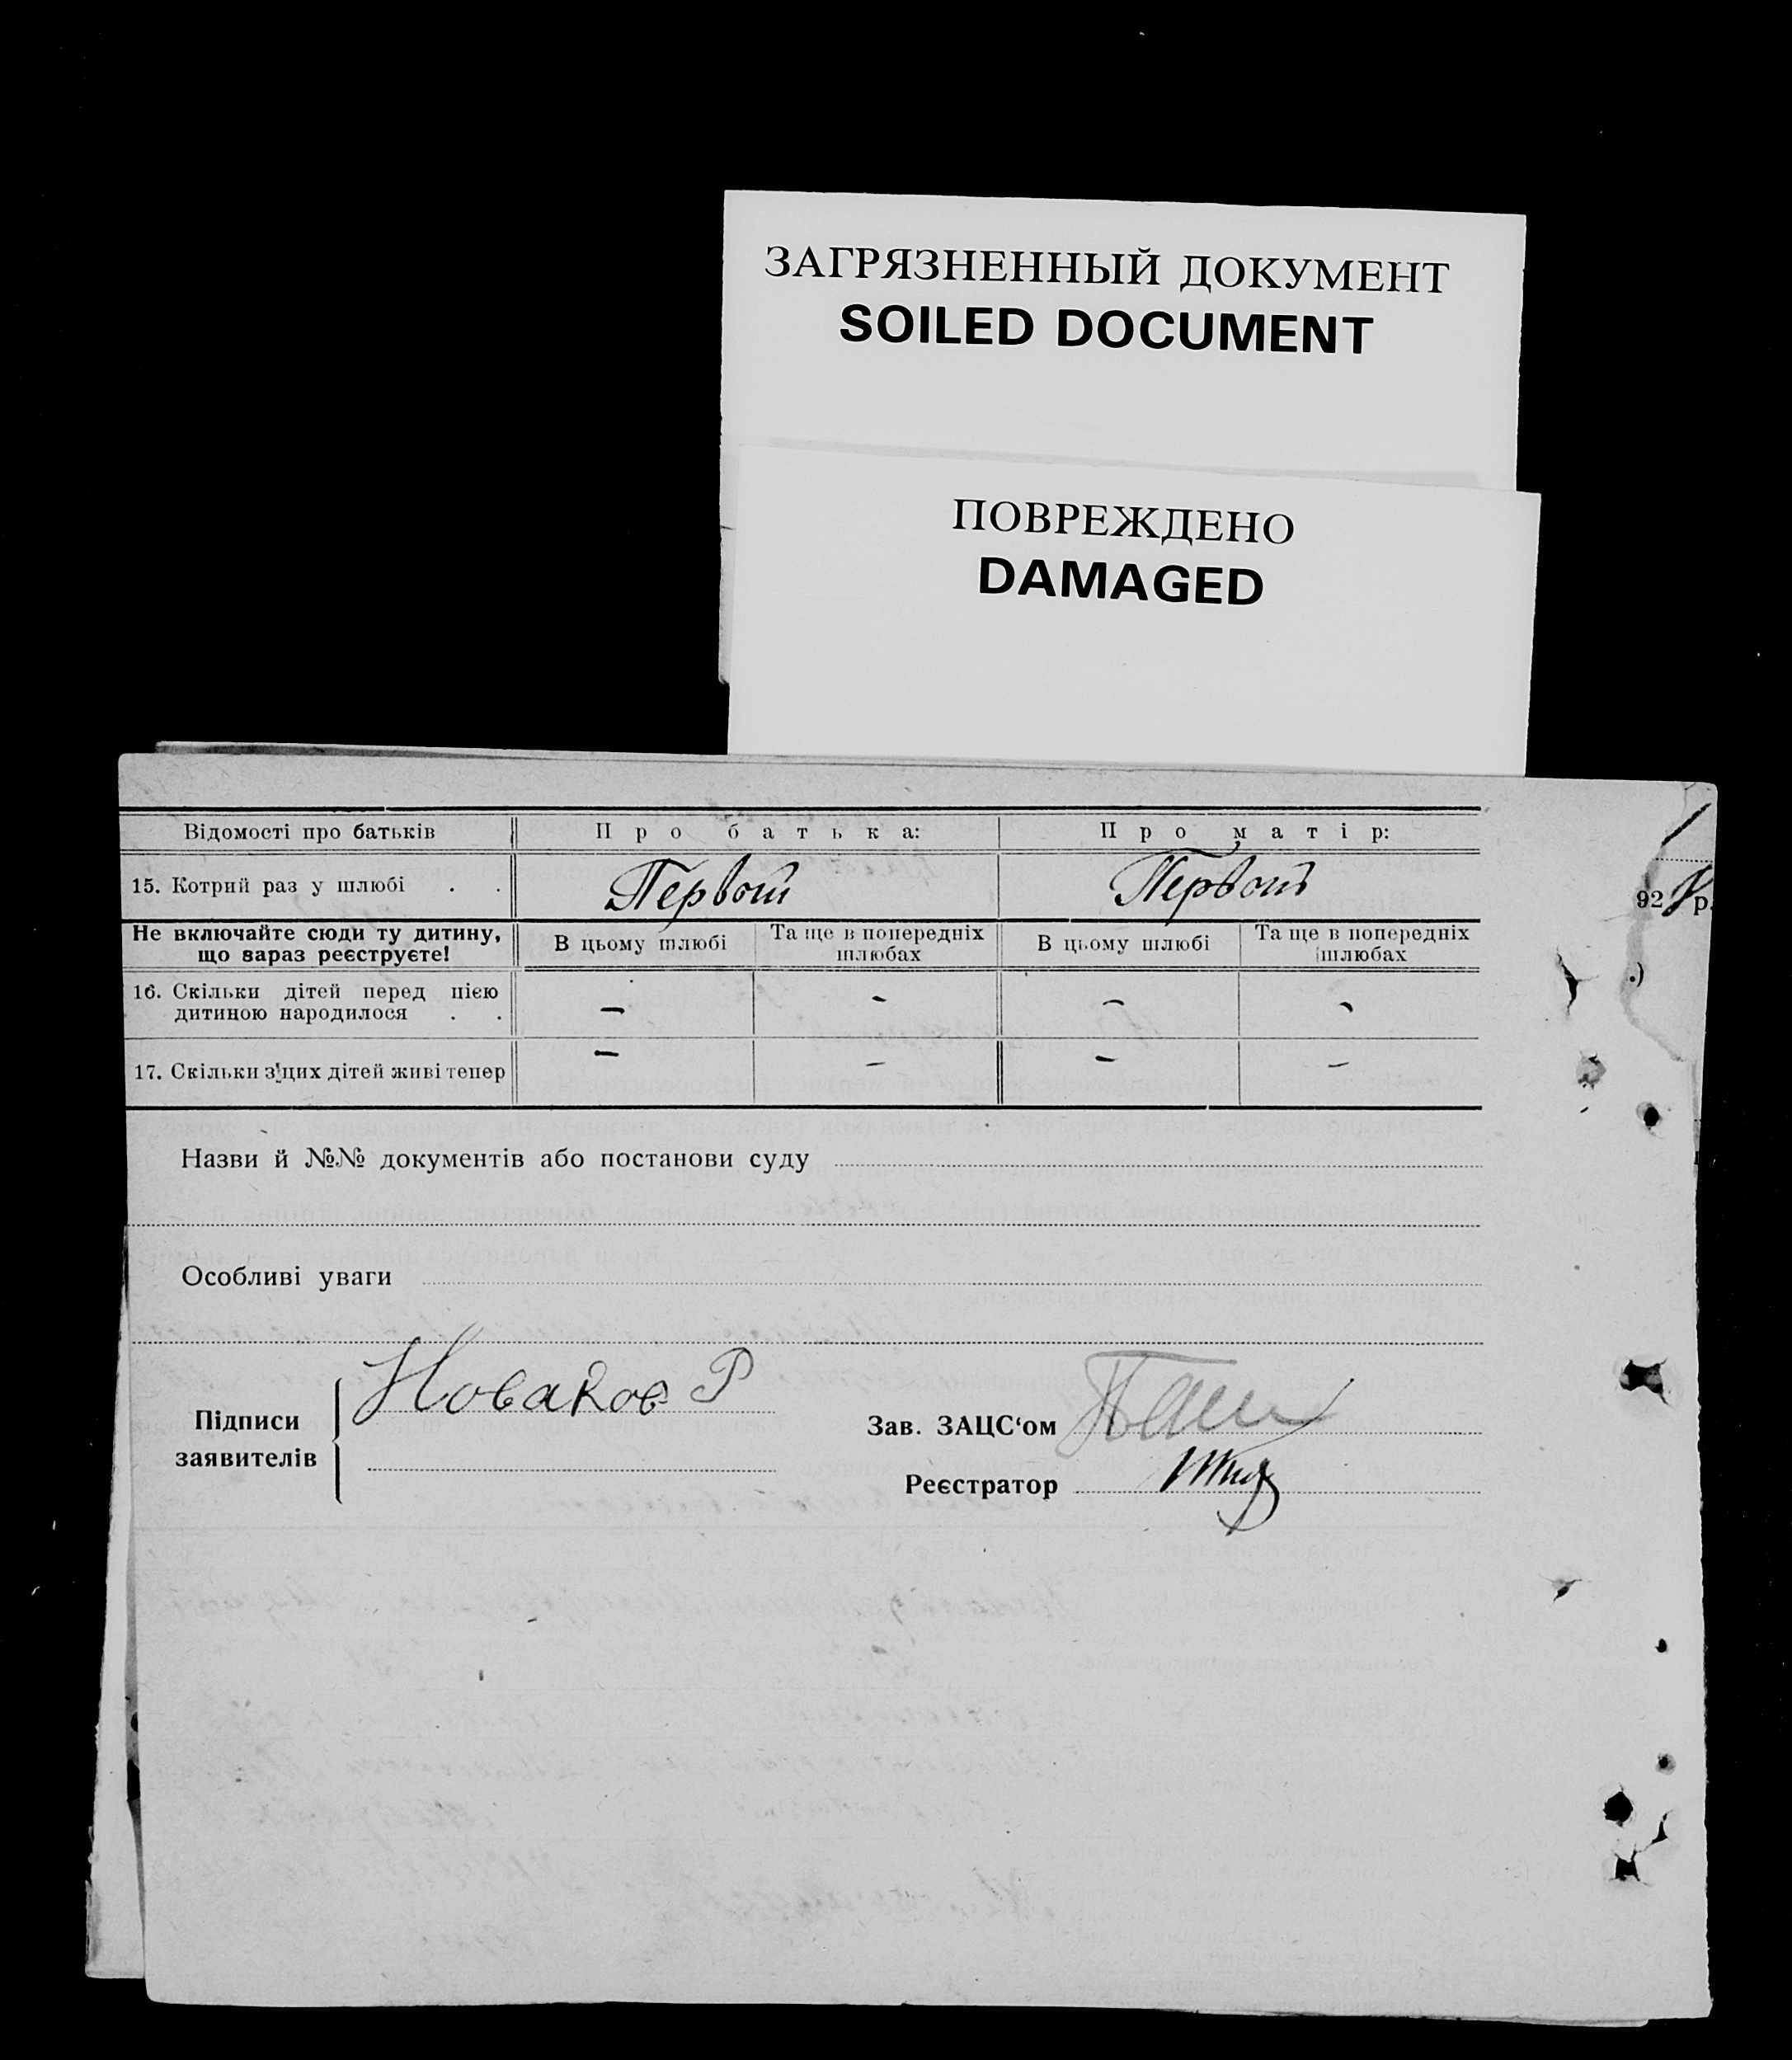 ЗАГРЯЗНЕННЫЙ ДОКУМЕНТ
SOILED DOCUMENT
ПОВРЕЖДЕНО
DAMAGED
Відомості про батьків Про батька: Про матір:
15. Котрий раз у шлюбі . . Первый Первый
92 р.
Не включайте сюди ту дитину, що вараз реєструєте! В цьому шлюбі Та ще в попередніх шлюбах В цьому шлюбі Та ще в попередніх шлюбах
16. Скільки дітей перед цією дитиною народилося . . — — — —
17. Скільки з цих дітей живі тепер — — — —
Назви й №№ документів або постанови суду
Особливі уваги
Підписи заявителів Новаков Р
Зав. ЗАЦС‘ом
Реєстратор